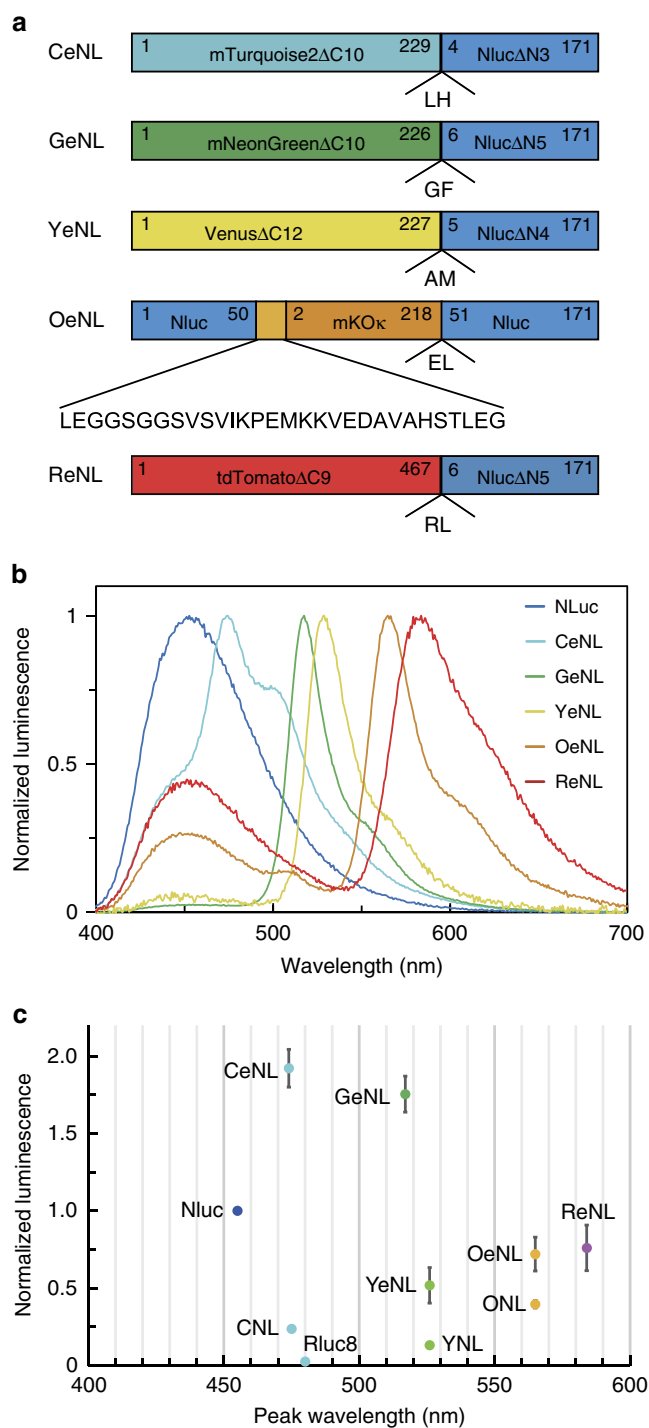 a
CeNL 1 mTurquoise2ΔC10 229 4 NlucΔN3 171
LH
GeNL 1 mNeonGreenΔC10 226 6 NlucΔN5 171
GF
YeNL 1 VenusΔC12 227 5 NlucΔN4 171
AM
OeNL 1 Nluc 50 2 mKOκ 218 51 Nluc 171
EL
LEGGSGGSVSVIKPEMKKVEDAVAHSTLEG
ReNL 1 tdTomatoΔC9 467 6 NlucΔN5 171
RL
b
Normalized luminescence
1
0.5
0
NLuc
CeNL
GeNL
YeNL
OeNL
ReNL
400 500 600 700
Wavelength (nm)
c
Normalized luminescence
2.0
1.5
1.0
0.5
0
CeNL
GeNL
Nluc
ReNL
OeNL
YeNL
ONL
CNL
Rluc8
YNL
400 450 500 550 600
Peak wavelength (nm)